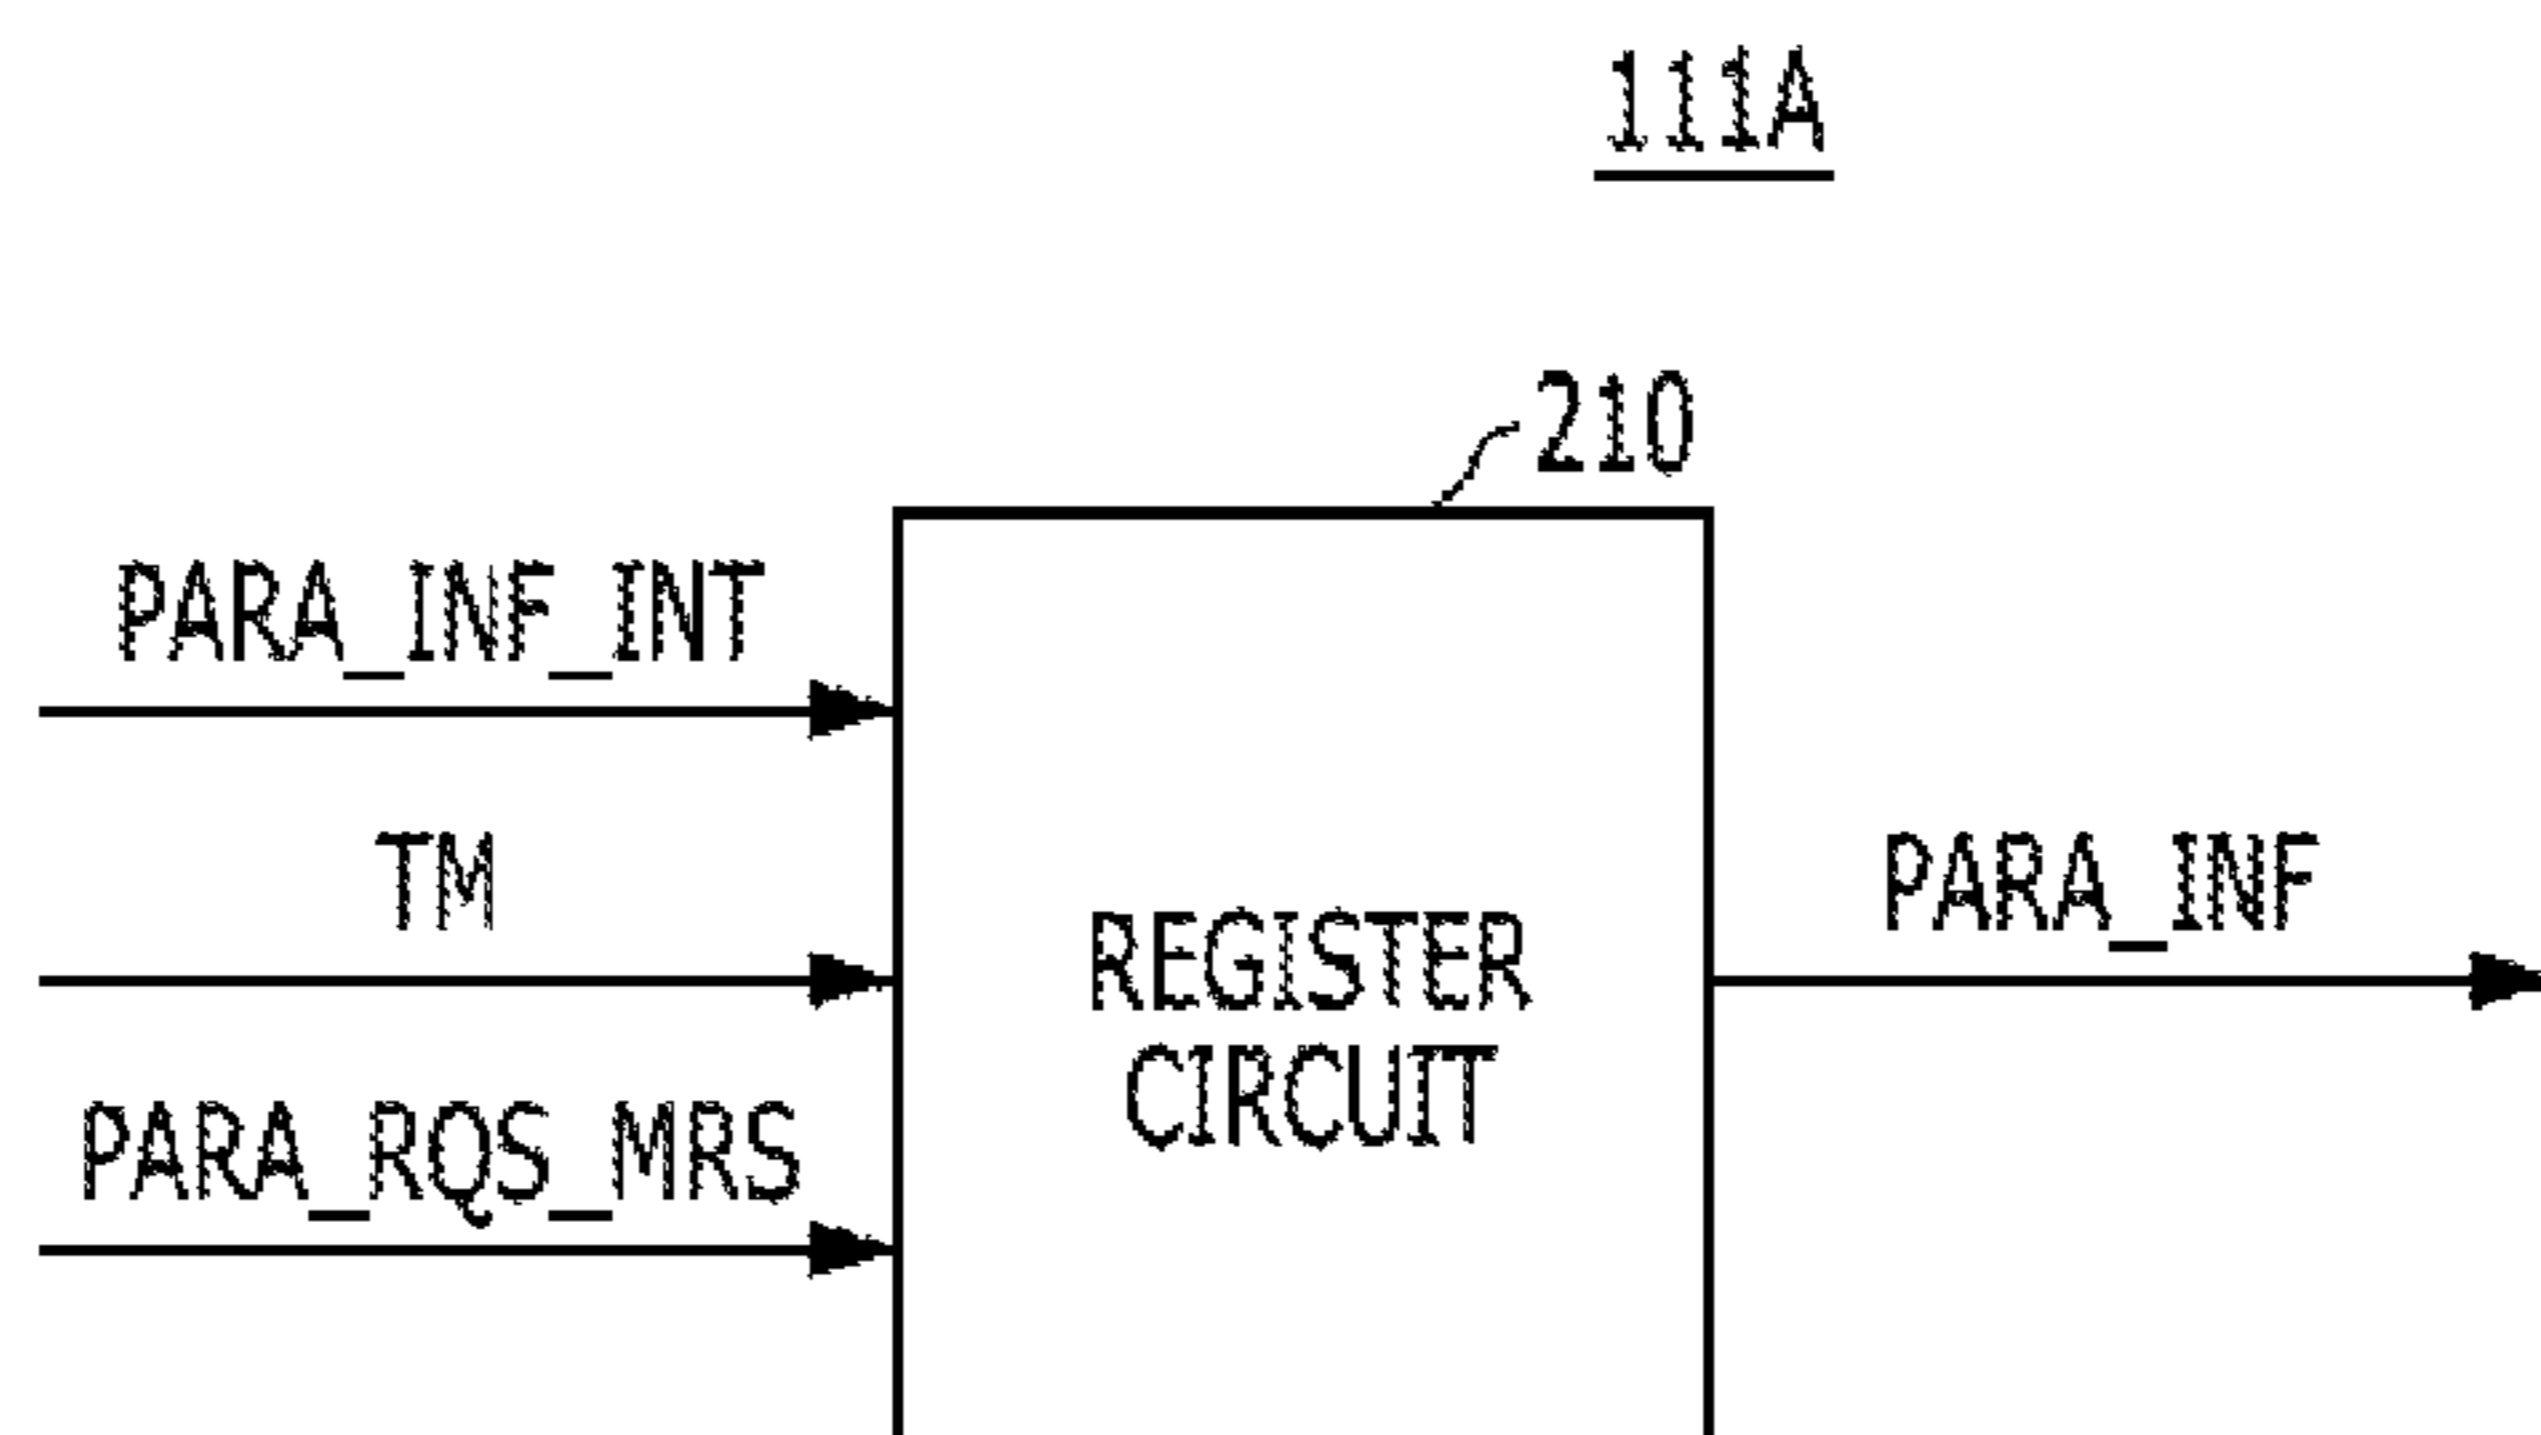 111A
210
PARA_INF_INT
TM
PARA_INF
REGISTER
CIRCUIT
PARA_RQS_MRS